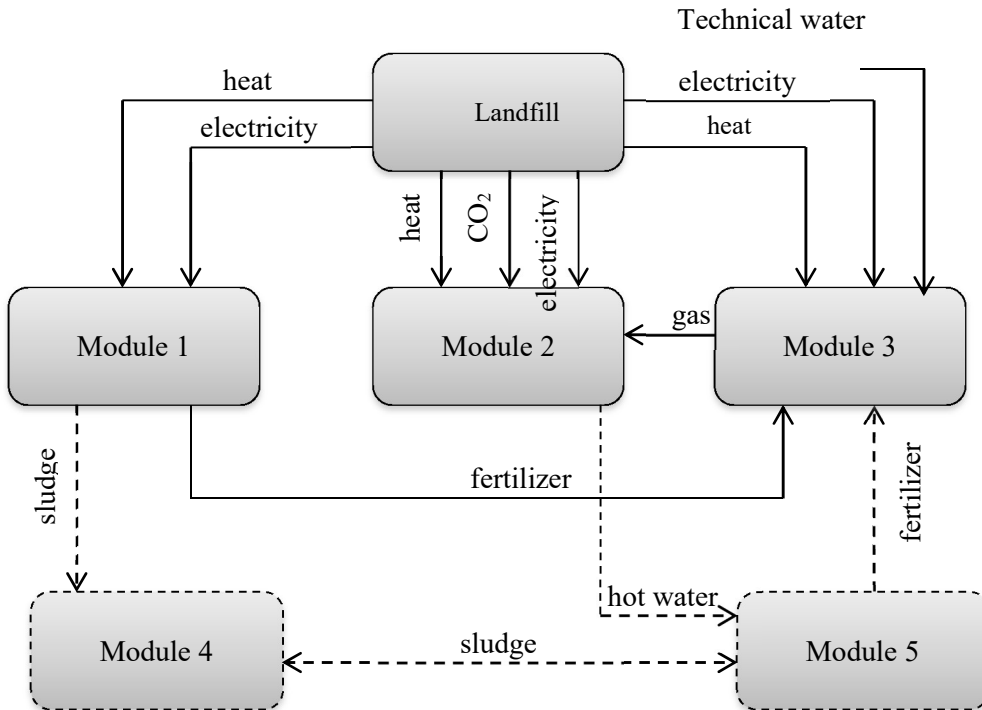 Technical water
heat
electricity
Landfill
electricity
heat
heat
CO₂
electricity
Module 1
Module 2
gas
Module 3
sludge
fertilizer
fertilizer
hot water
Module 4
sludge
Module 5